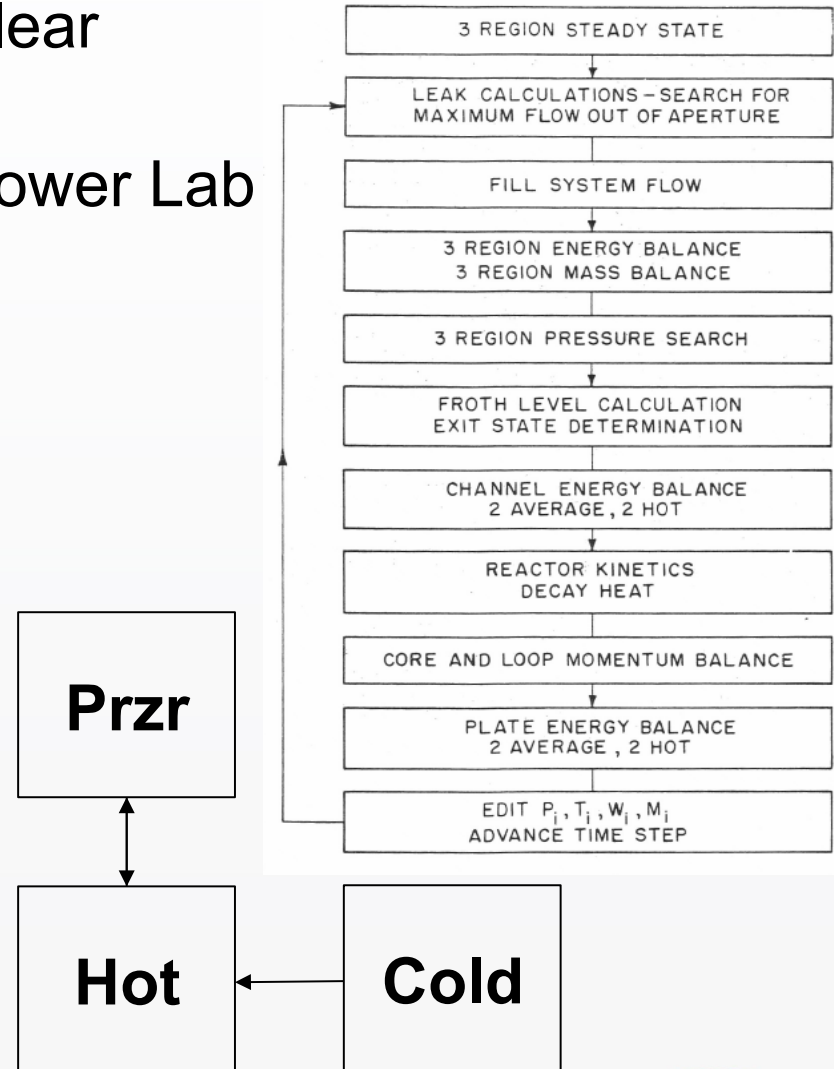 lear
ower Lab
3 REGION STEADY STATE
LEAK CALCULATIONS – SEARCH FOR
MAXIMUM FLOW OUT OF APERTURE
FILL SYSTEM FLOW
3 REGION ENERGY BALANCE
3 REGION MASS BALANCE
3 REGION PRESSURE SEARCH
FROTH LEVEL CALCULATION
EXIT STATE DETERMINATION
CHANNEL ENERGY BALANCE
2 AVERAGE, 2 HOT
REACTOR KINETICS
DECAY HEAT
CORE AND LOOP MOMENTUM BALANCE
PLATE ENERGY BALANCE
2 AVERAGE, 2 HOT
EDIT Pi, Ti, Wi, Mi
ADVANCE TIME STEP
Przr
Hot
Cold